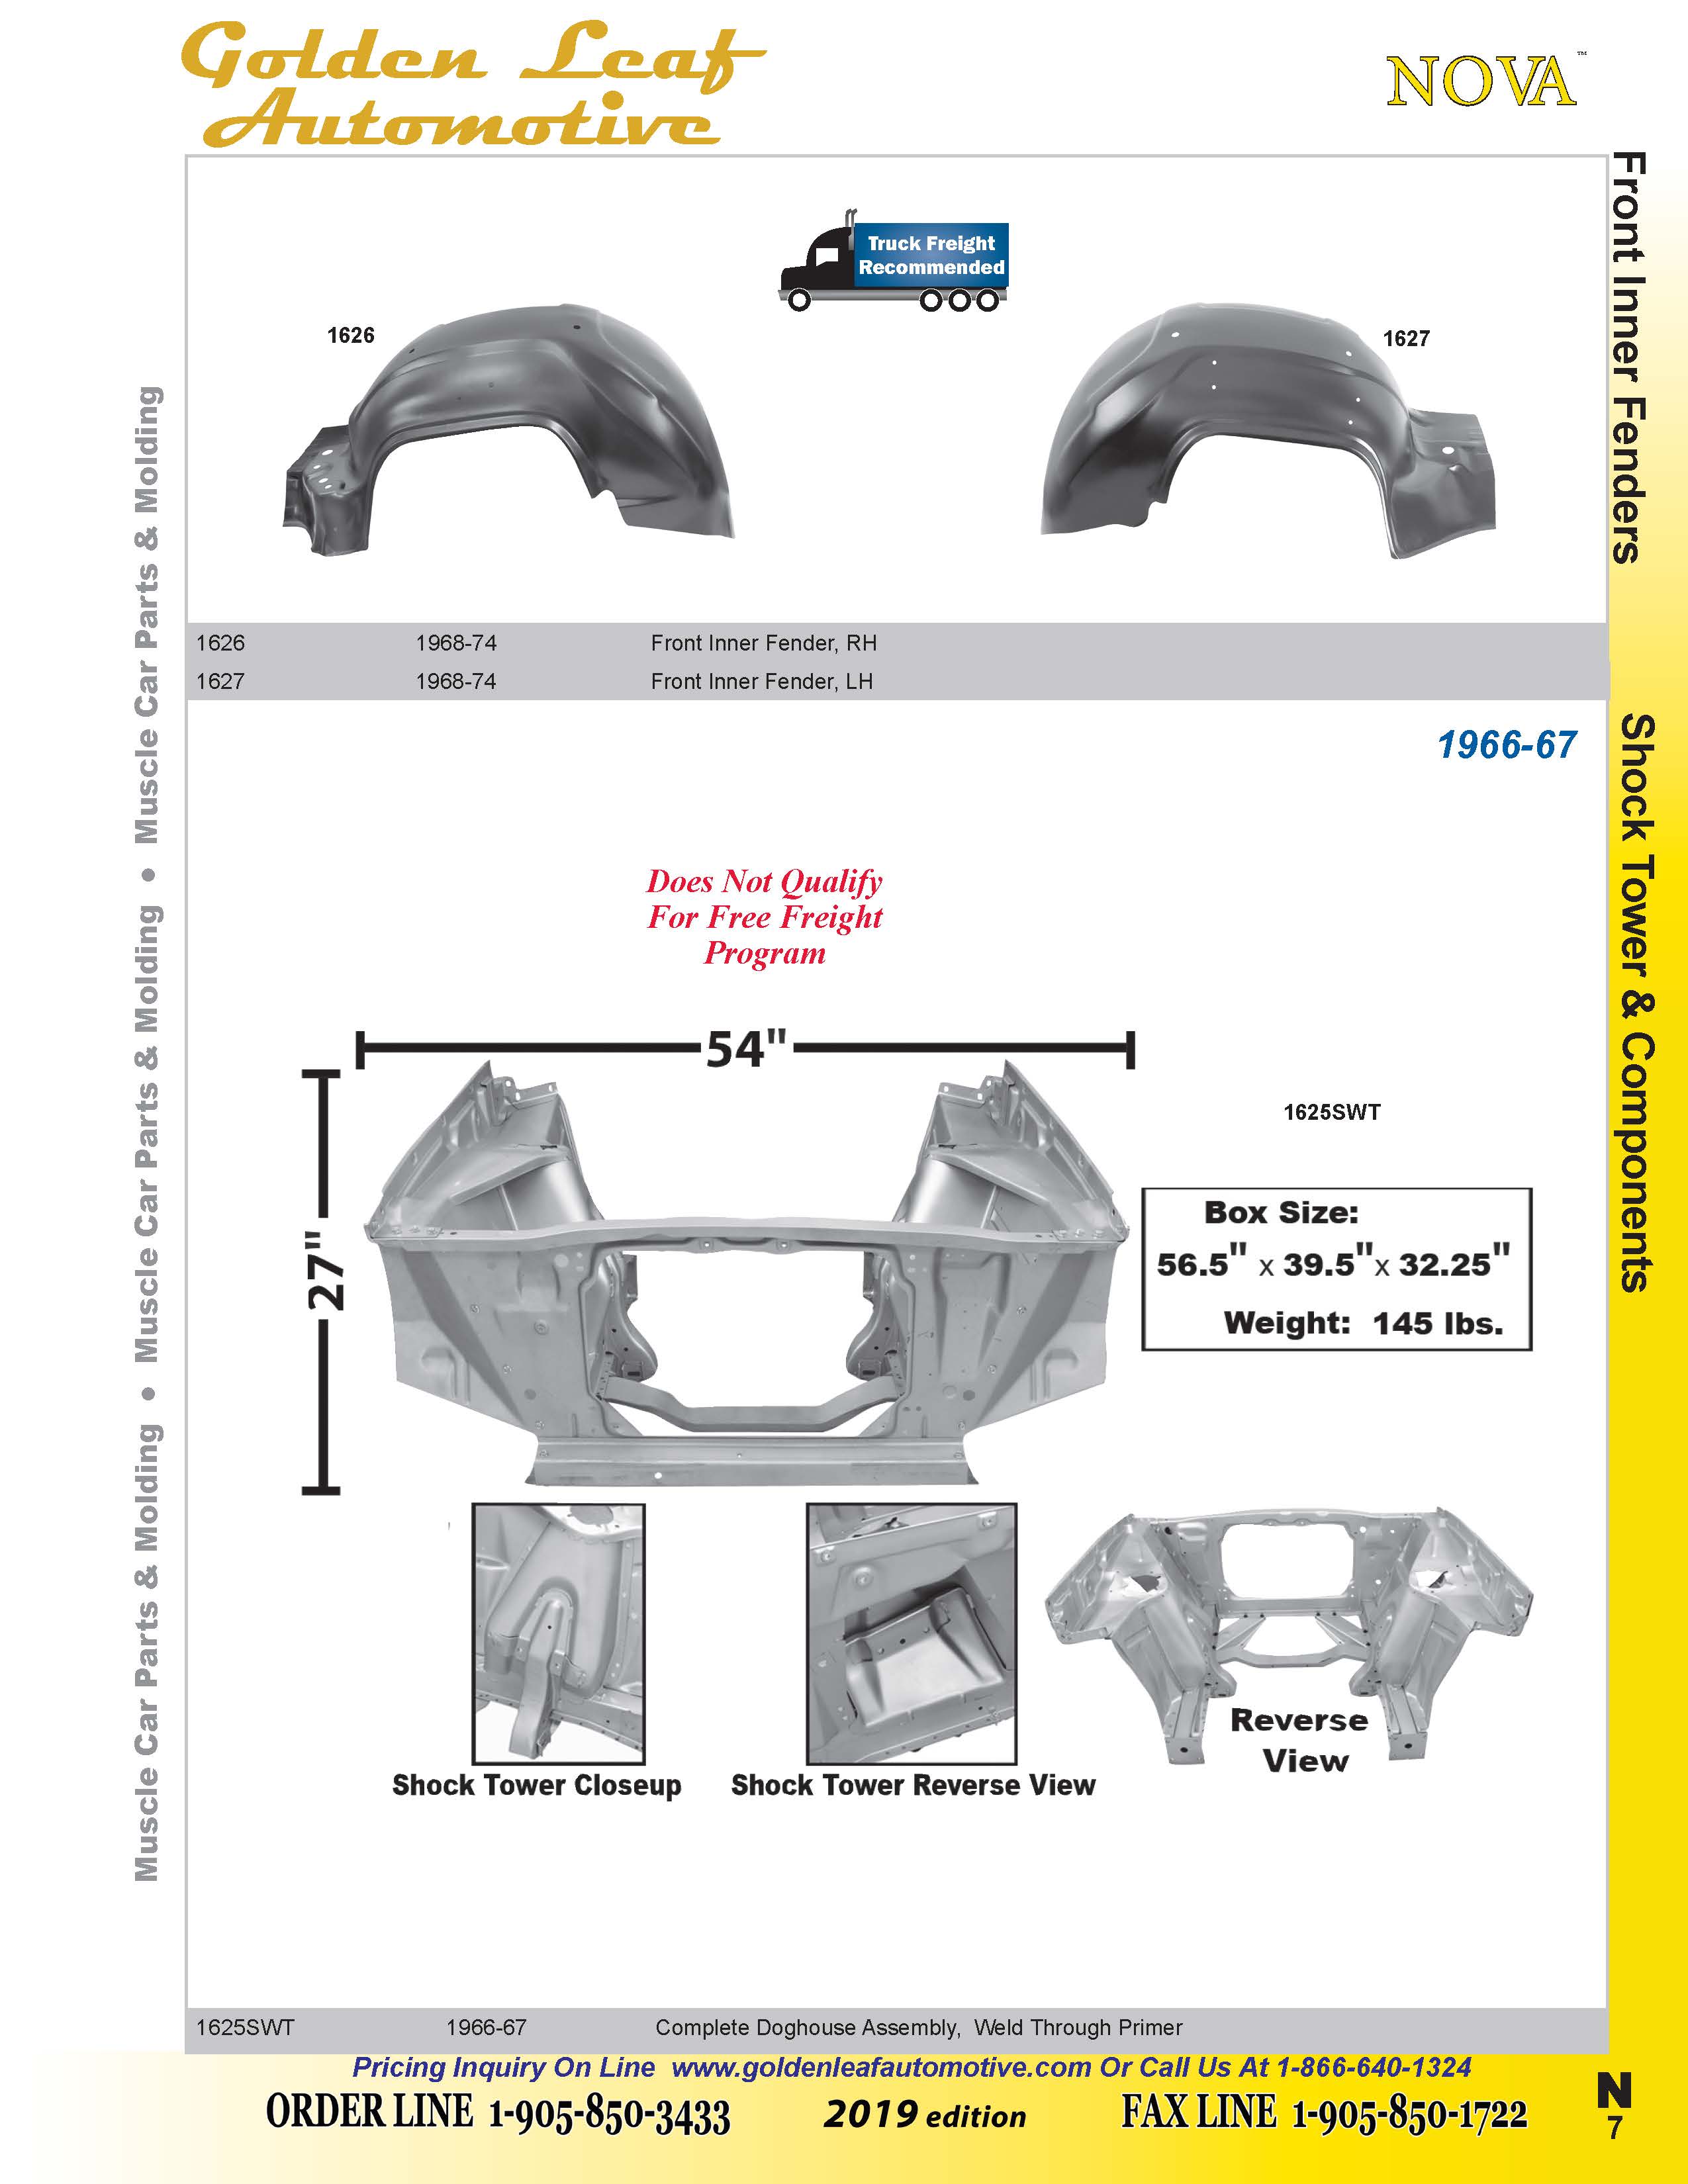 Golden Leaf
Automotive
NOVA™
Front Inner Fenders
Truck Freight
Recommended
1626
1627
1626 1968-74 Front Inner Fender, RH
1627 1968-74 Front Inner Fender, LH
Shock Tower & Components
1966-67
Does Not Qualify
For Free Freight
Program
54"
27"
1625SWT
Box Size:
56.5" x 39.5" x 32.25"
Weight: 145 lbs.
Shock Tower Closeup
Shock Tower Reverse View
Reverse
View
1625SWT 1966-67 Complete Doghouse Assembly, Weld Through Primer
Muscle Car Parts & Molding • Muscle Car Parts & Molding • Muscle Car Parts & Molding
Pricing Inquiry On Line www.goldenleafautomotive.com Or Call Us At 1-866-640-1324
ORDER LINE 1-905-850-3433
2019 edition
FAX LINE 1-905-850-1722
N
7